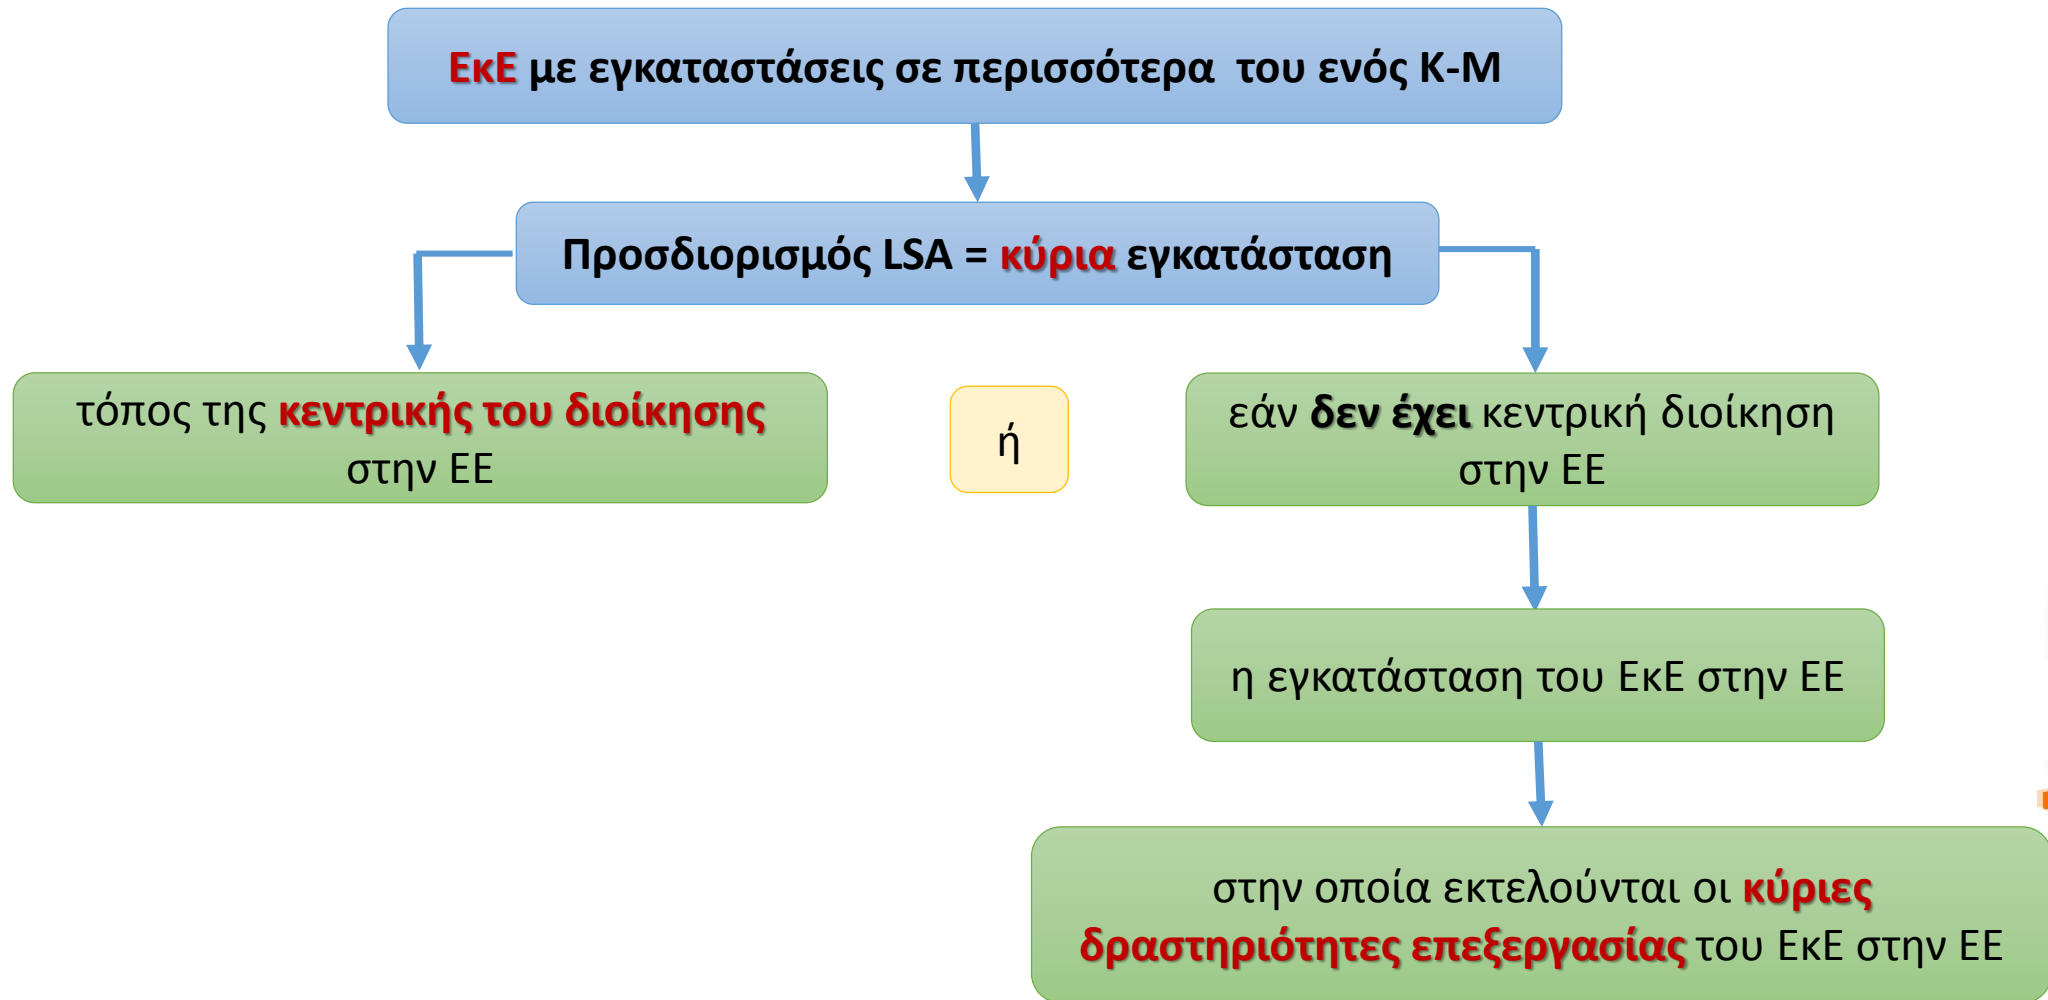 ΕκΕ με εγκαταστάσεις σε περισσότερα του ενός Κ-Μ
Προσδιορισμός LSA = κύρια εγκατάσταση
τόπος της κεντρικής του διοίκησης
στην ΕΕ
ή
εάν δεν έχει κεντρική διοίκηση
στην ΕΕ
η εγκατάσταση του ΕκΕ στην ΕΕ
στην οποία εκτελούνται οι κύριες
δραστηριότητες επεξεργασίας του ΕκΕ στην ΕΕ